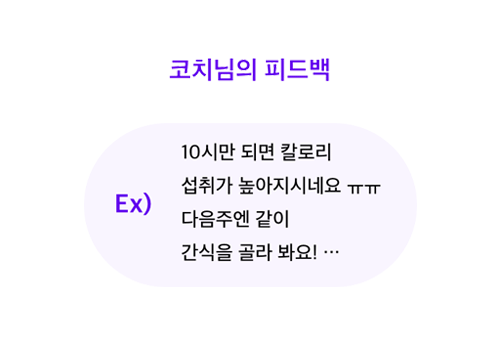 코치님의 피드백
Ex)
10시만 되면 칼로리
섭취가 높아지시네요 ㅠㅠ
다음주엔 같이
간식을 골라 봐요! …